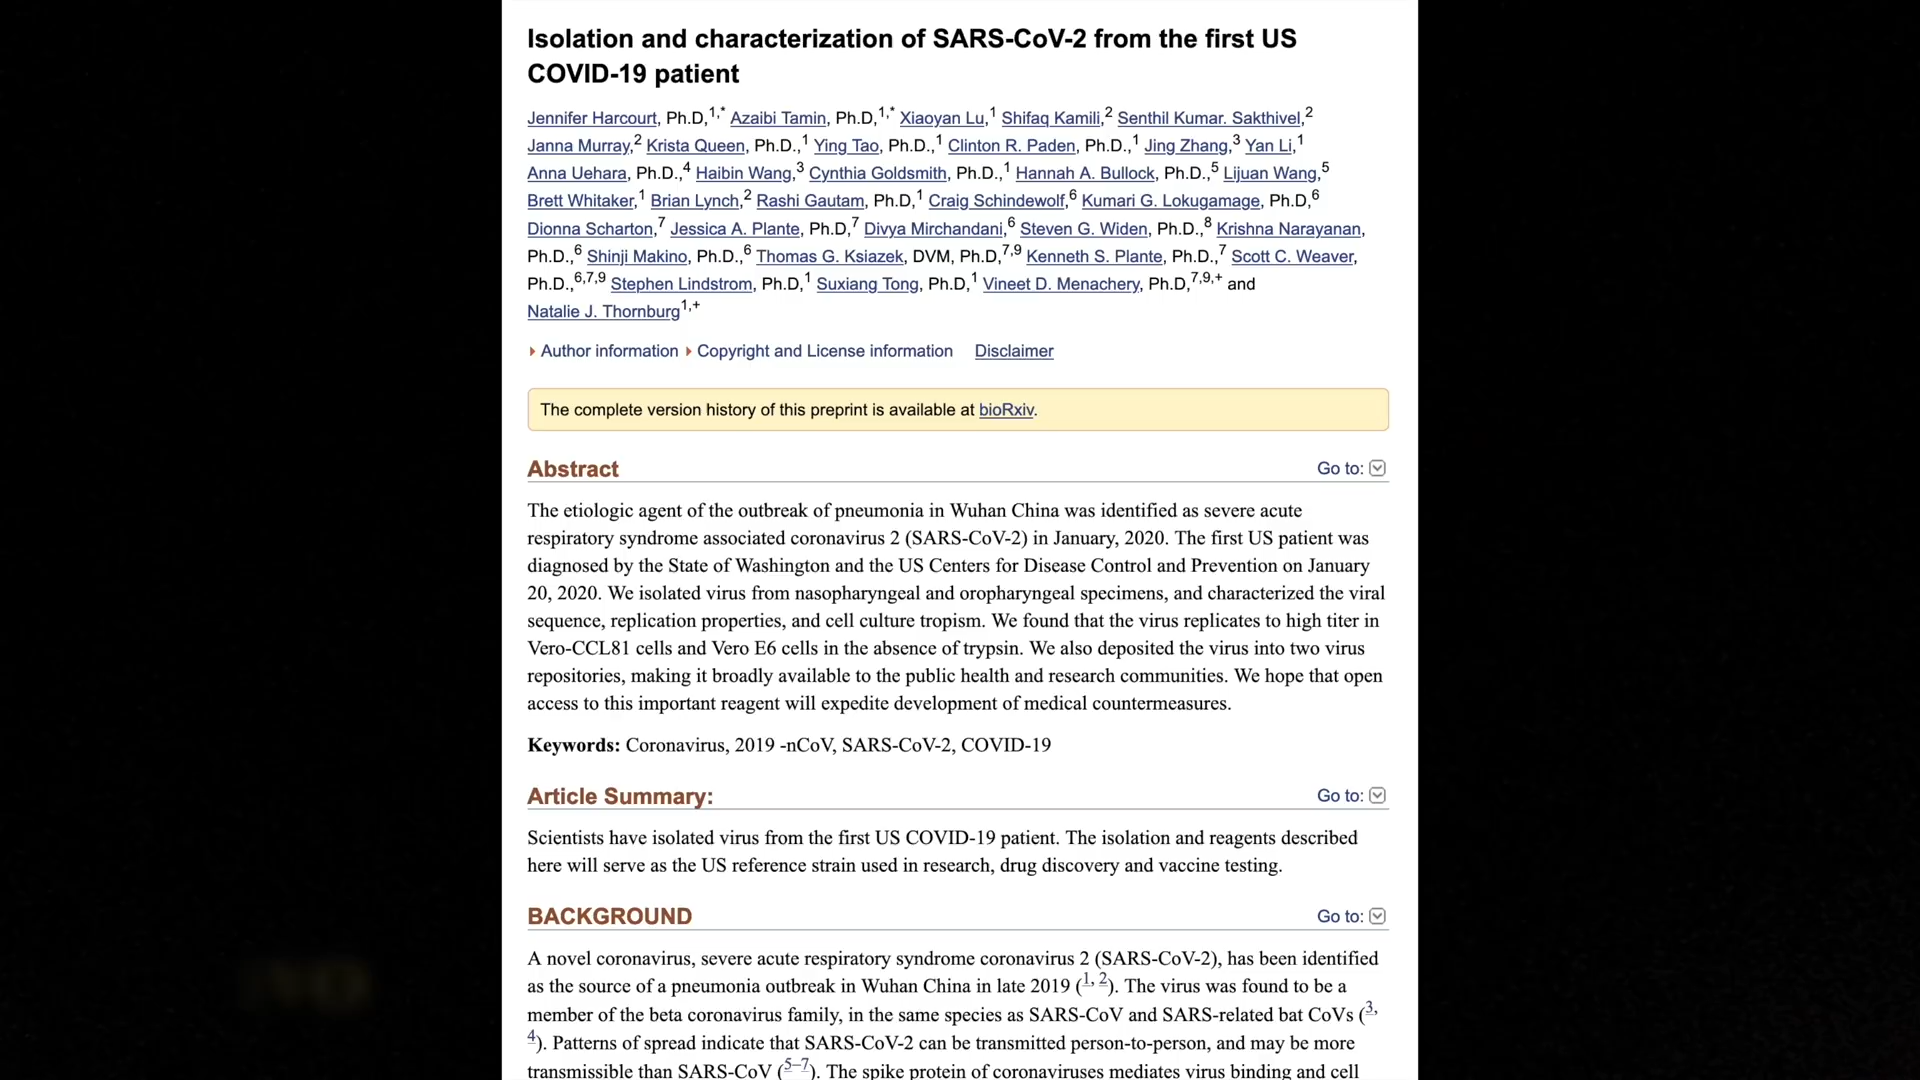 Isolation and characterization of SARS-CoV-2 from the first US
COVID-19 patient
Jennifer Harcourt, Ph.D,1,* Azaibi Tamin, Ph.D,1,* Xiaoyan Lu,1 Shifaq Kamili,2 Senthil Kumar. Sakthivel,2
Janna Murray,2 Krista Queen, Ph.D.,1 Ying Tao, Ph.D.,1 Clinton R. Paden, Ph.D.,1 Jing Zhang,3 Yan Li,1
Anna Uehara, Ph.D.,4 Haibin Wang,3 Cynthia Goldsmith, Ph.D.,1 Hannah A. Bullock, Ph.D.,5 Lijuan Wang,5
Brett Whitaker,1 Brian Lynch,2 Rashi Gautam, Ph.D,1 Craig Schindewolf,6 Kumari G. Lokugamage, Ph.D,6
Dionna Scharton,7 Jessica A. Plante, Ph.D,7 Divya Mirchandani,6 Steven G. Widen, Ph.D.,8 Krishna Narayanan,
Ph.D.,6 Shinji Makino, Ph.D.,6 Thomas G. Ksiazek, DVM, Ph.D,7,9 Kenneth S. Plante, Ph.D.,7 Scott C. Weaver,
Ph.D.,6,7,9 Stephen Lindstrom, Ph.D,1 Suxiang Tong, Ph.D,1 Vineet D. Menachery, Ph.D,7,9,+ and
Natalie J. Thornburg1,+
Author information Copyright and License information Disclaimer
The complete version history of this preprint is available at bioRxiv.
Abstract Go to:
The etiologic agent of the outbreak of pneumonia in Wuhan China was identified as severe acute
respiratory syndrome associated coronavirus 2 (SARS-CoV-2) in January, 2020. The first US patient was
diagnosed by the State of Washington and the US Centers for Disease Control and Prevention on January
20, 2020. We isolated virus from nasopharyngeal and oropharyngeal specimens, and characterized the viral
sequence, replication properties, and cell culture tropism. We found that the virus replicates to high titer in
Vero-CCL81 cells and Vero E6 cells in the absence of trypsin. We also deposited the virus into two virus
repositories, making it broadly available to the public health and research communities. We hope that open
access to this important reagent will expedite development of medical countermeasures.
Keywords: Coronavirus, 2019 -nCoV, SARS-CoV-2, COVID-19
Article Summary: Go to:
Scientists have isolated virus from the first US COVID-19 patient. The isolation and reagents described
here will serve as the US reference strain used in research, drug discovery and vaccine testing.
BACKGROUND Go to:
A novel coronavirus, severe acute respiratory syndrome coronavirus 2 (SARS-CoV-2), has been identified
as the source of a pneumonia outbreak in Wuhan China in late 2019 (1, 2). The virus was found to be a
member of the beta coronavirus family, in the same species as SARS-CoV and SARS-related bat CoVs (3,
4). Patterns of spread indicate that SARS-CoV-2 can be transmitted person-to-person, and may be more
transmissible than SARS-CoV (5–7). The spike protein of coronaviruses mediates virus binding and cell